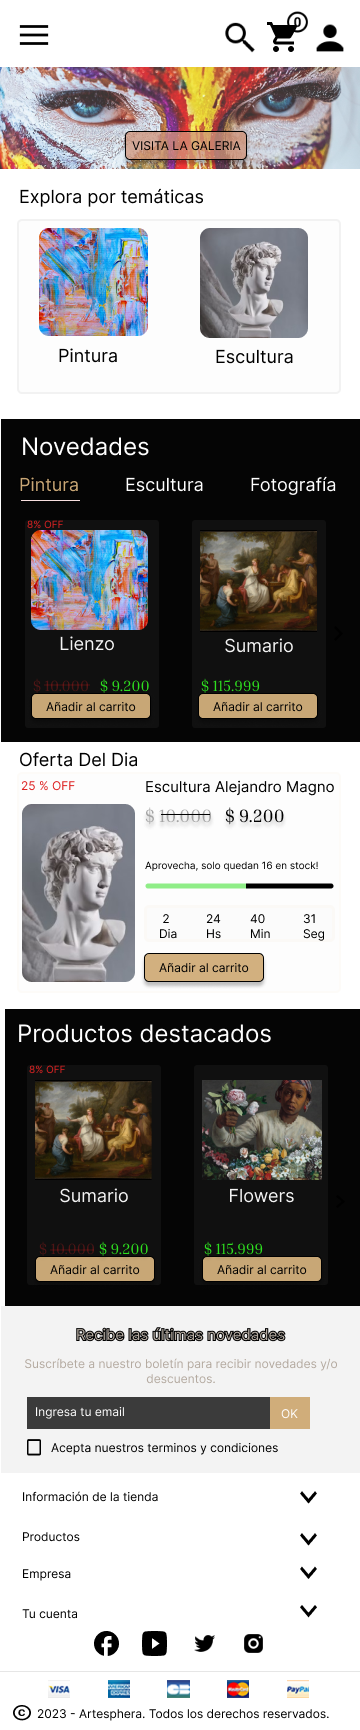 0
VISITA LA GALERIA
Explora por temáticas
Pintura
Escultura
Novedades
Pintura
Escultura
Fotografía
8% OFF
Lienzo
Sumario
$ 10.000 $ 9.200
$ 115.999
Añadir al carrito
Añadir al carrito
Oferta Del Dia
25 % OFF
Escultura Alejandro Magno
$ 10.000 $ 9.200
Aprovecha, solo quedan 16 en stock!
2 24 40 31
Dia Hs Min Seg
Añadir al carrito
Productos destacados
8% OFF
Sumario
Flowers
$ 10.000 $ 9.200
$ 115.999
Añadir al carrito
Añadir al carrito
Recibe las últimas novedades
Suscríbete a nuestro boletín para recibir novedades y/o
descuentos.
Ingresa tu email
OK
Acepta nuestros terminos y condiciones
Información de la tienda
Productos
Empresa
Tu cuenta
VISA
AMERICAN EXPRESS
MasterCard
PayPal
© 2023 - Artesphera. Todos los derechos reservados.